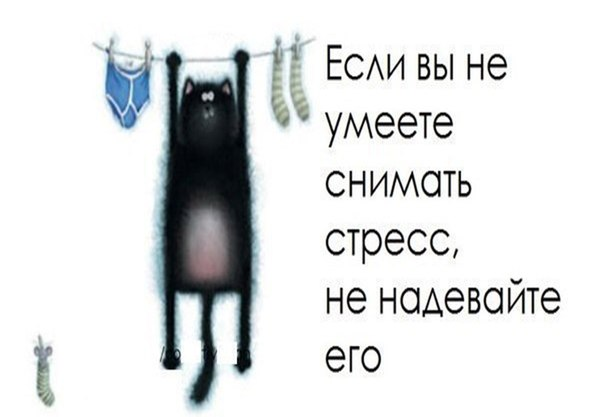 Если вы не
умеете
снимать
стресс,
не надевайте
его